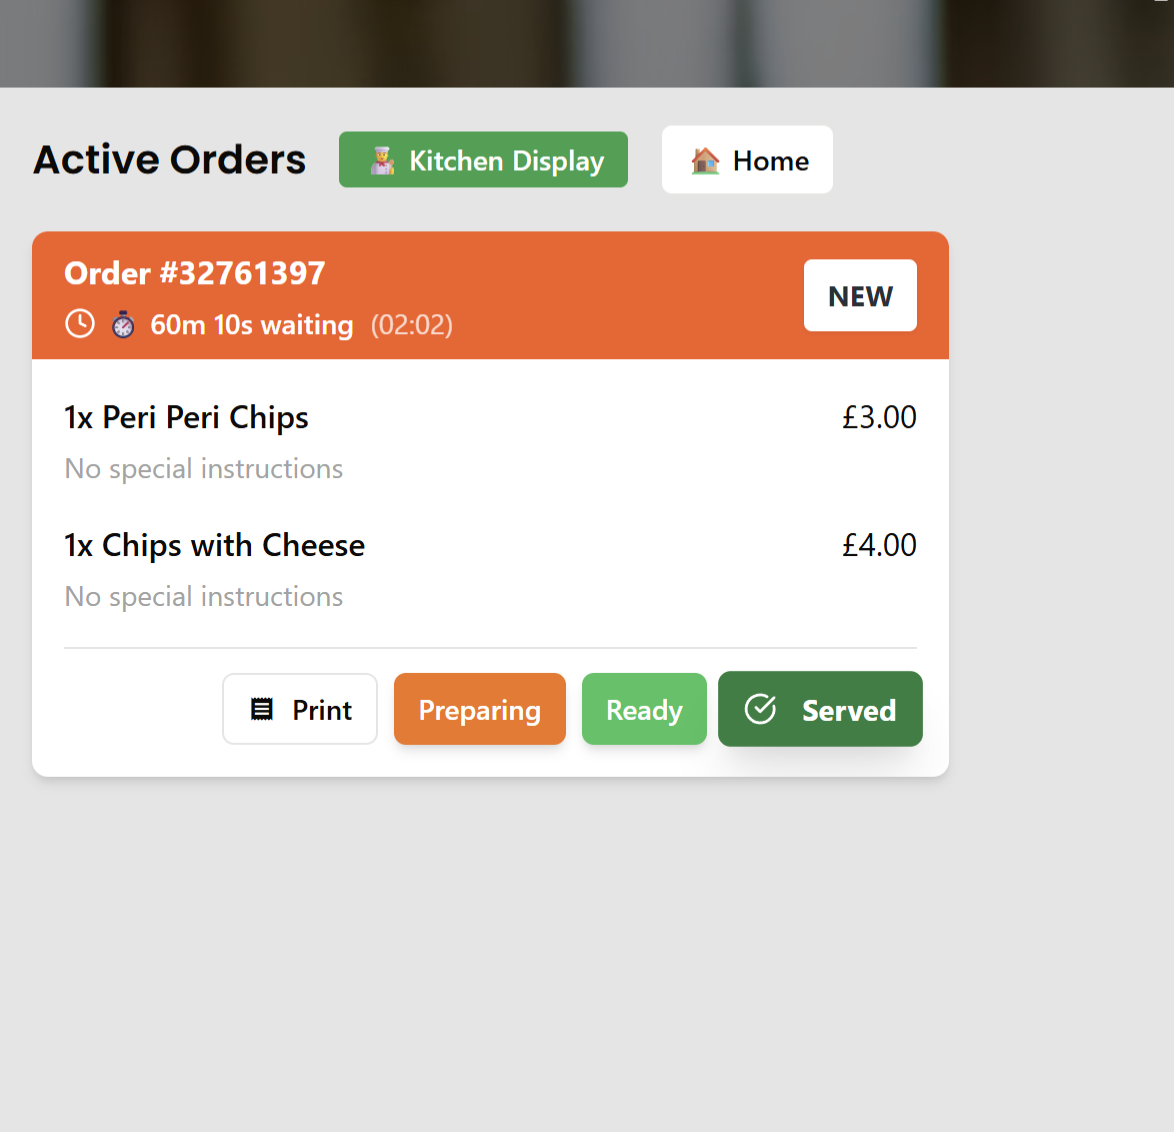 Active Orders
Kitchen Display
Home
Order #32761397
NEW
60m 10s waiting (02:02)
1x Peri Peri Chips £3.00
No special instructions
1x Chips with Cheese £4.00
No special instructions
Print
Preparing
Ready
Served